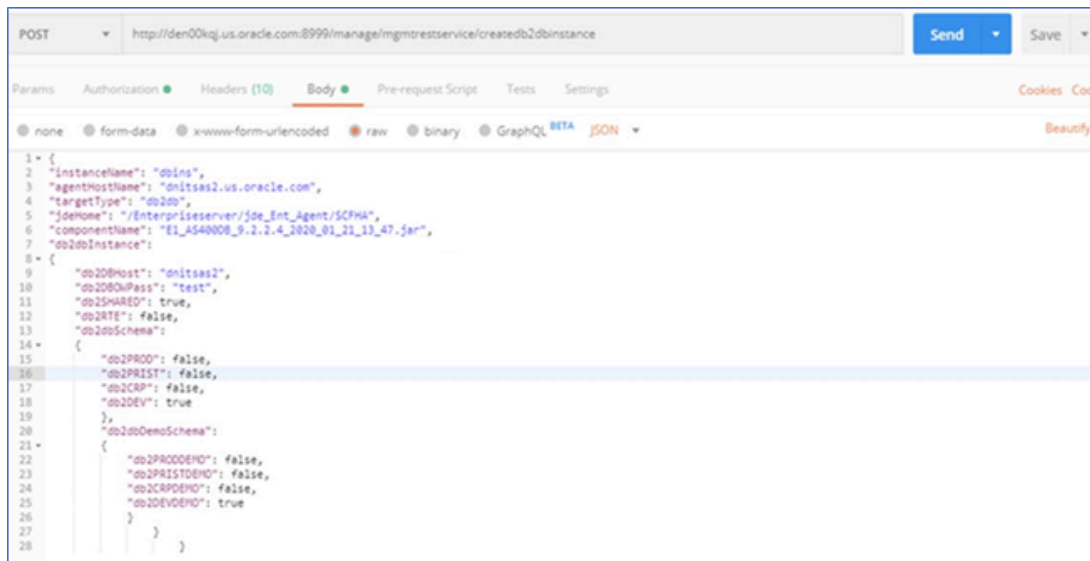 POST http://den00kqj.us.oracle.com:8999/manage/mgmtrestservice/createdb2dbinstance Send Save
Params Authorization Headers (10) Body Pre-request Script Tests Settings Cookies Coo
none form-data x-www-form-urlencoded raw binary GraphQL BETA JSON Beautify
1 {
2 "instanceName": "dbins",
3 "agentHostName": "dnitsas2.us.oracle.com",
4 "targetType": "db2db",
5 "jdeHome": "/Enterpriseserver/jde_Ent_Agent/SCFHA",
6 "componentName": "E1_AS400DB_9.2.2.4_2020_01_21_13_47.jar",
7 "db2dbInstance":
8 {
9 "db2DBHost": "dnitsas2",
10 "db2DBOWPass": "test",
11 "db2SHARED": true,
12 "db2RTE": false,
13 "db2dbSchema":
14 {
15 "db2PROD": false,
16 "db2PRIST": false,
17 "db2CRP": false,
18 "db2DEV": true
19 },
20 "db2dbDemoSchema":
21 {
22 "db2PRODDEMO": false,
23 "db2PRISTDEMO": false,
24 "db2CRPDEMO": false,
25 "db2DEVDEMO": true
26 }
27 }
28 }